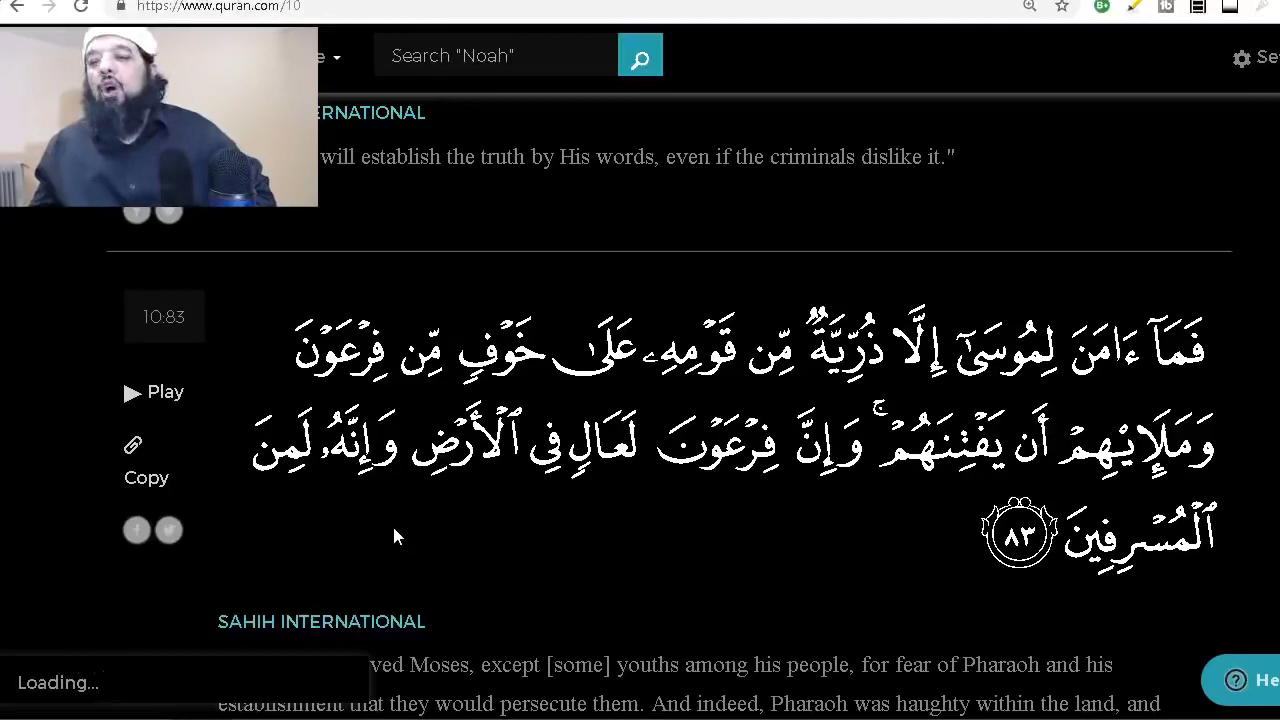 https://www.quran.com/10
Search "Noah"
INTERNATIONAL
will establish the truth by His words, even if the criminals dislike it."
10:83
فَمَآ ءَامَنَ لِمُوسَىٰٓ إِلَّا ذُرِّيَّةٌ مِّن قَوْمِهِۦ عَلَىٰ خَوْفٍ مِّن فِرْعَوْنَ
Play
وَمَلَإِيْهِمْ أَن يَفْتِنَهُمْ ۚ وَإِنَّ فِرْعَوْنَ لَعَالٍ فِى ٱلْأَرْضِ وَإِنَّهُۥ لَمِنَ
Copy
ٱلْمُسْرِفِينَ ٨٣
SAHIH INTERNATIONAL
ved Moses, except [some] youths among his people, for fear of Pharaoh and his
Loading...
establishment that they would persecute them. And indeed, Pharaoh was haughty within the land, and